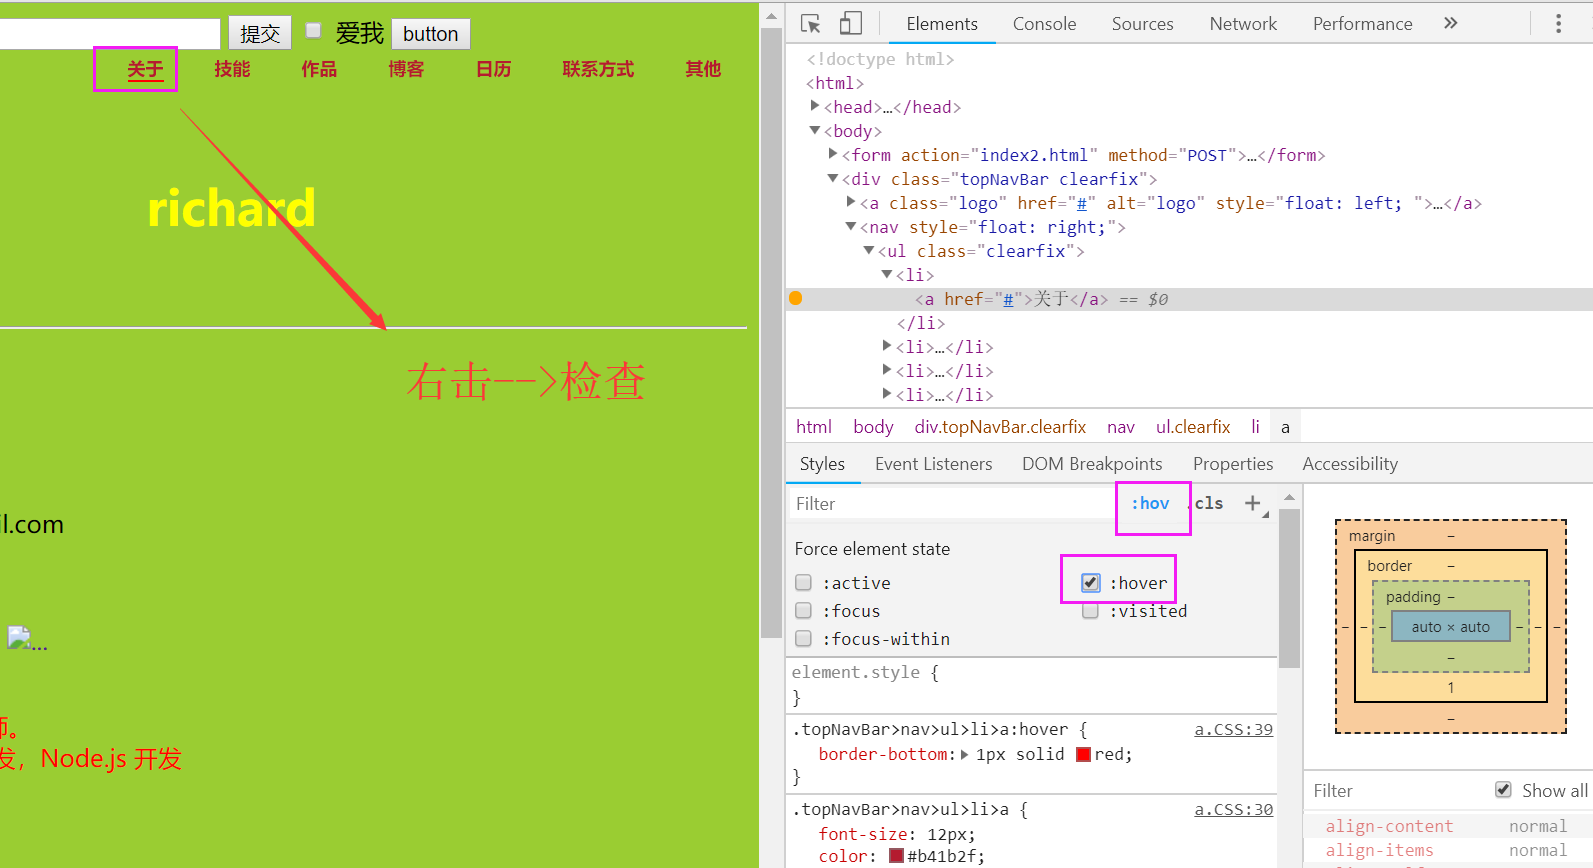 提交 爱我 button
关于 技能 作品 博客 日历 联系方式 其他
richard
右击-->检查
il.com
...
师。
发，Node.js 开发
Elements Console Sources Network Performance »
<!doctype html>
<html>
<head>…</head>
<body>
<form action="index2.html" method="POST">…</form>
<div class="topNavBar clearfix">
<a class="logo" href="#" alt="logo" style="float: left; ">…</a>
<nav style="float: right;">
<ul class="clearfix">
<li>
<a href="#">关于</a> == $0
</li>
<li>…</li>
<li>…</li>
<li>…</li>
html body div.topNavBar.clearfix nav ul.clearfix li a
Styles Event Listeners DOM Breakpoints Properties Accessibility
Filter :hov .cls +
Force element state
:active :hover
:focus :visited
:focus-within
element.style {
}
.topNavBar>nav>ul>li>a:hover { a.CSS:39
border-bottom: 1px solid red;
}
.topNavBar>nav>ul>li>a { a.CSS:30
font-size: 12px;
color: #b41b2f;
margin –
border –
padding –
– – – auto × auto – – –
–
1
–
Filter Show all
align-content normal
align-items normal